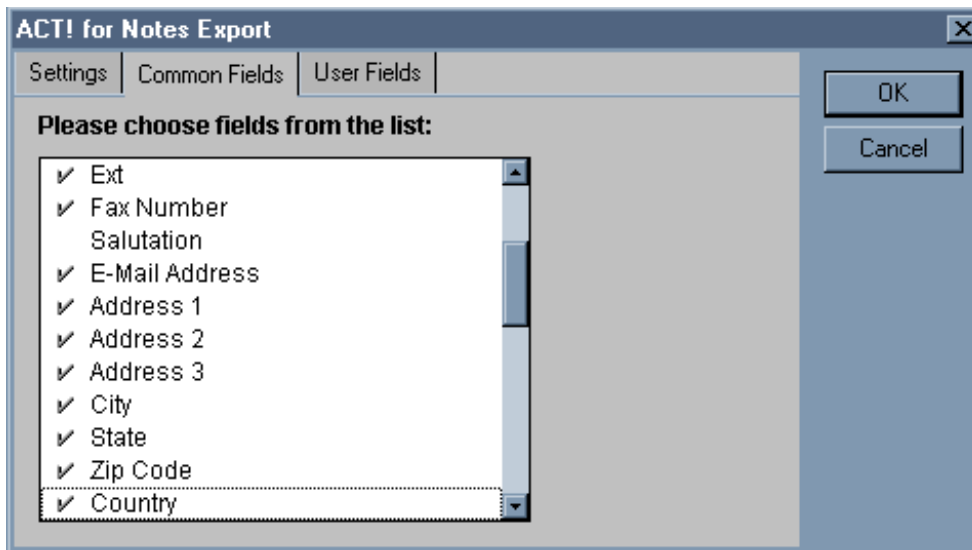 ACT! for Notes Export
Settings Common Fields User Fields
OK
Cancel
Please choose fields from the list:
Ext
Fax Number
Salutation
E-Mail Address
Address 1
Address 2
Address 3
City
State
Zip Code
Country